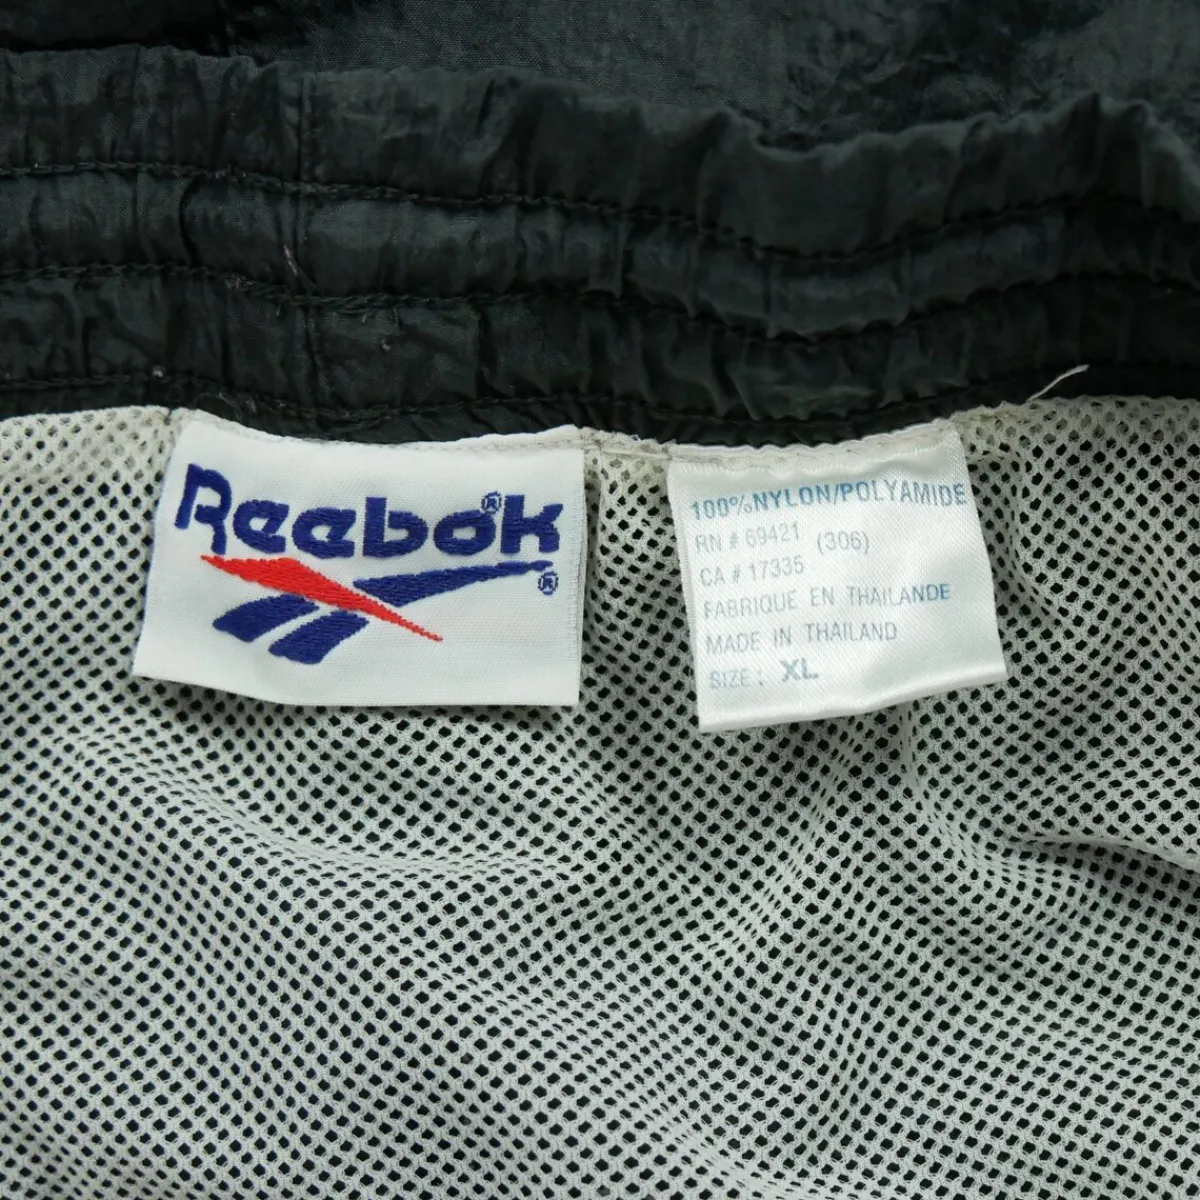 Reebok®
®
100%NYLON/POLYAMIDE
RN # 69421 (306)
CA # 17335
FABRIQUE EN THAILANDE
MADE IN THAILAND
SIZE: XL